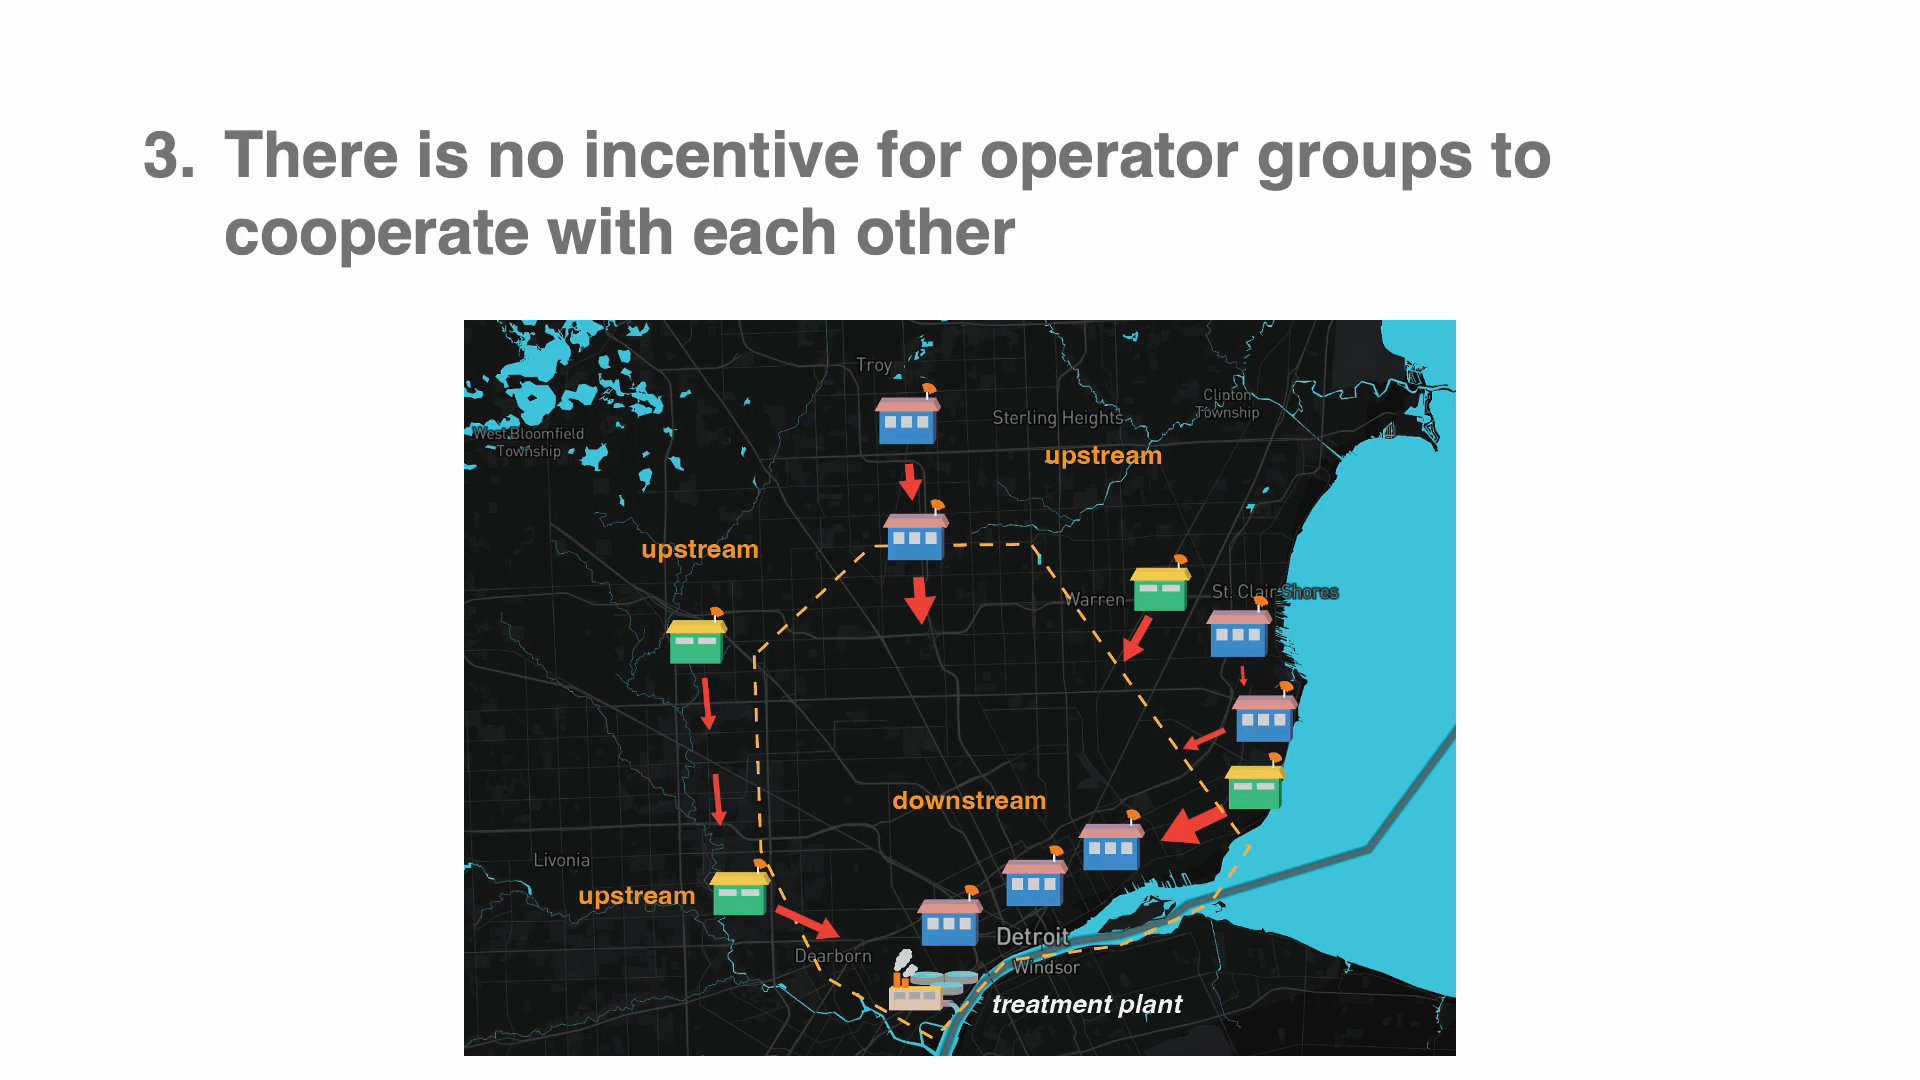 3. There is no incentive for operator groups to
cooperate with each other
Troy
Clinton
Township
Sterling Heights
West Bloomfield
Township
upstream
upstream
Warren
St. Clair Shores
downstream
Livonia
upstream
Detroit
Dearborn
Windsor
treatment plant